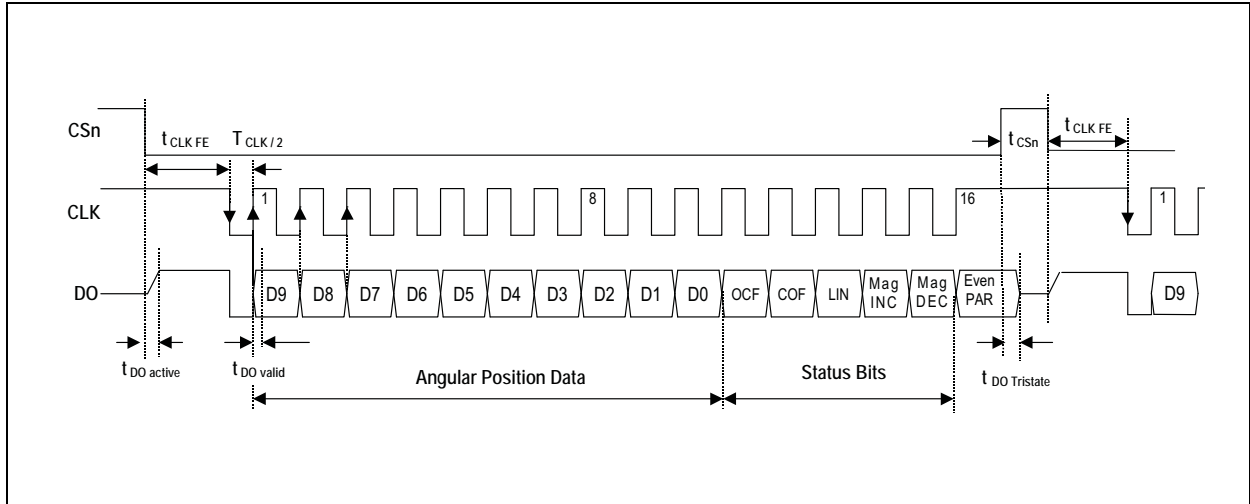 CSn
t CLK FE
T CLK / 2
t CSn
t CLK FE
CLK
1
8
16
1
DO
D9
D8
D7
D6
D5
D4
D3
D2
D1
D0
OCF
COF
LIN
Mag
INC
Mag
DEC
Even
PAR
D9
t DO active
t DO valid
Angular Position Data
Status Bits
t DO Tristate